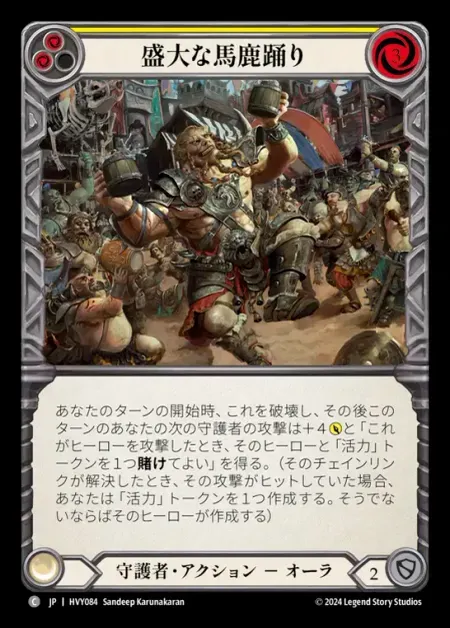 盛大な馬鹿踊り
3
あなたのターンの開始時、これを破壊し、その後この
ターンのあなたの次の守護者の攻撃は+4と「これ
がヒーローを攻撃したとき、そのヒーローと「活力」ト
ークンを1つ賭けてよい」を得る。（そのチェインリン
クが解決したとき、その攻撃がヒットしていた場合、
あなたは「活力」トークンを1つ作成する。そうでな
いならばそのヒーローが作成する）
守護者・アクション － オーラ
2
C JP | HVY084 Sandeep Karunakaran
© 2024 Legend Story Studios